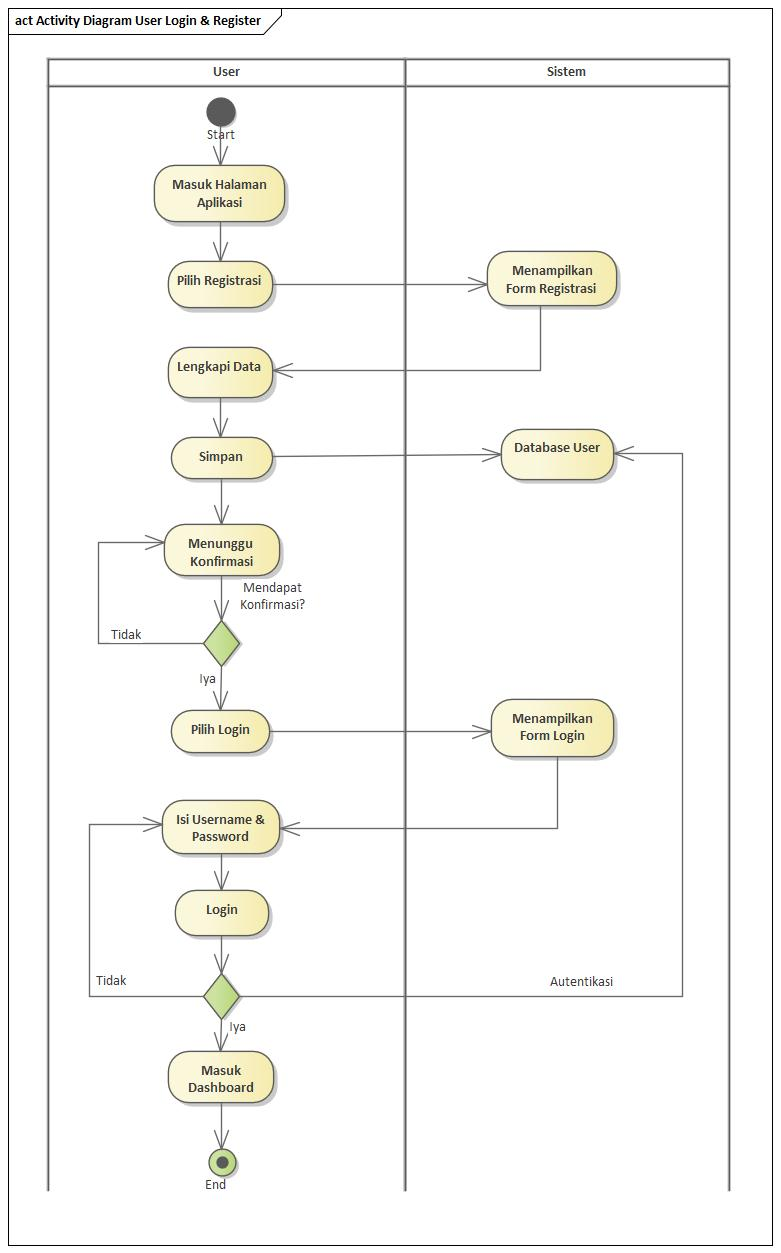 act Activity Diagram User Login & Register
User
Sistem
Start
Masuk Halaman
Aplikasi
Pilih Registrasi
Menampilkan
Form Registrasi
Lengkapi Data
Simpan
Database User
Menunggu
Konfirmasi
Mendapat
Konfirmasi?
Tidak
Iya
Pilih Login
Menampilkan
Form Login
Isi Username &
Password
Login
Tidak
Autentikasi
Iya
Masuk
Dashboard
End